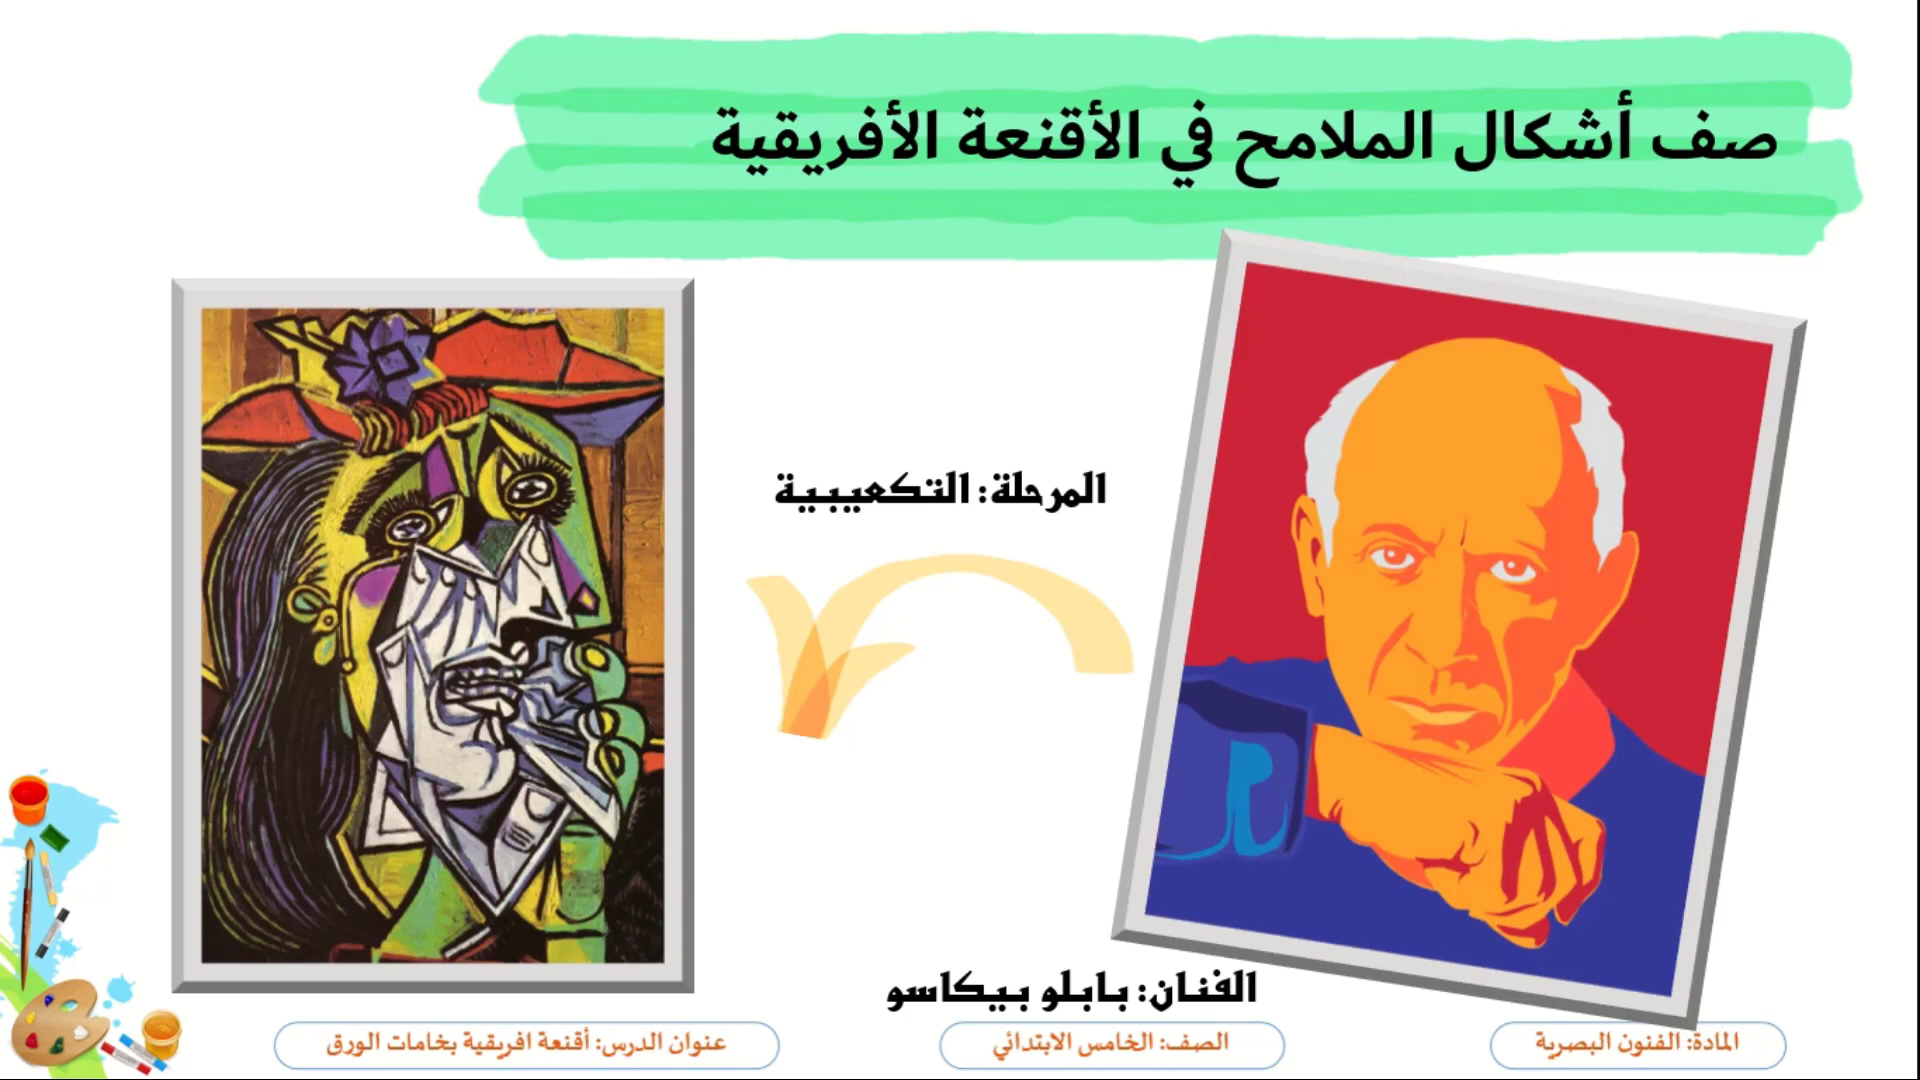 صف أشكال الملامح في الأقنعة الأفريقية
المرحلة: التكعيبية
الفنان: بابلو بيكاسو
المادة: الفنون البصرية
الصف: الخامس الابتدائي
عنوان الدرس: أقنعة افريقية بخامات الورق